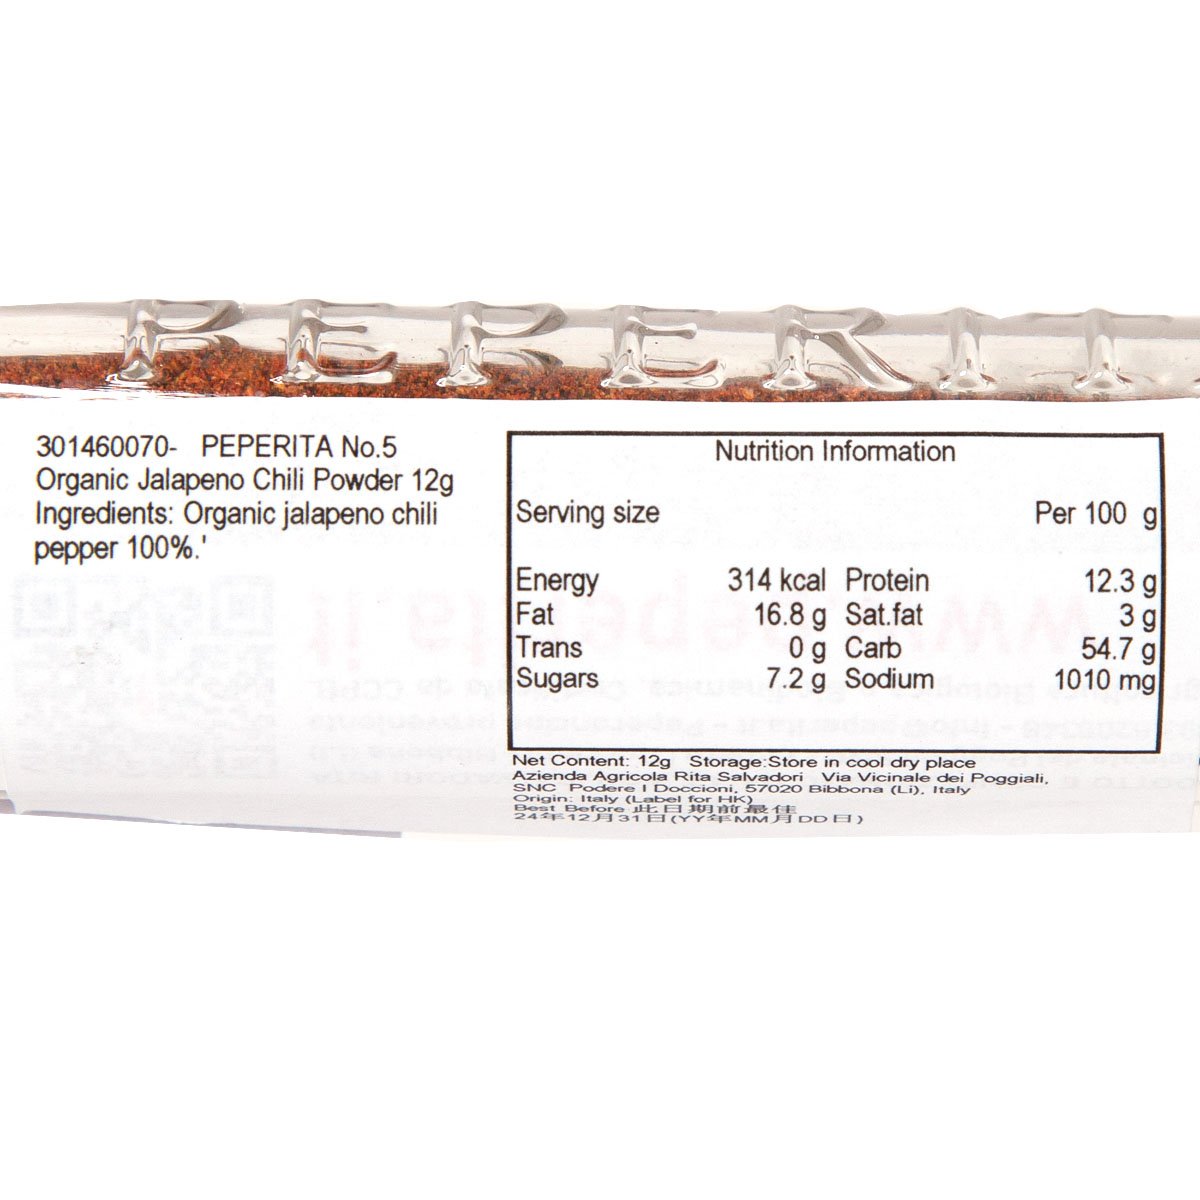 PEPERIT
301460070- PEPERITA No.5
Organic Jalapeno Chili Powder 12g
Ingredients: Organic jalapeno chili
pepper 100%.'
Nutrition Information
Serving size Per 100 g
Energy 314 kcal Protein 12.3 g
Fat 16.8 g Sat.fat 3 g
Trans 0 g Carb 54.7 g
Sugars 7.2 g Sodium 1010 mg
Net Content: 12g Storage:Store in cool dry place
Azienda Agricola Rita Salvadori Via Vicinale dei Poggiali,
SNC Podere I Doccioni, 57020 Bibbona (Li), Italy
Origin: Italy (Label for HK)
Best Before 此日期前最佳
24年12月31日(YY年MM月DD日)
www.peperita.it